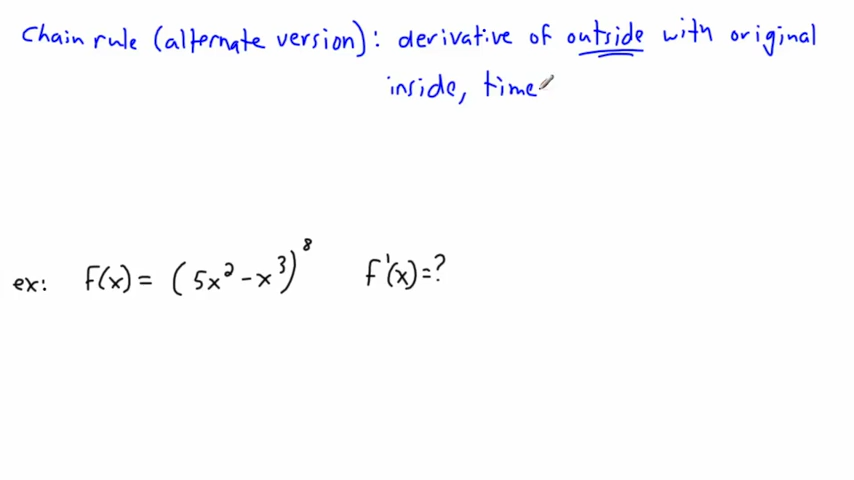 Chain rule (alternate version): derivative of outside with original
inside, time
ex: F(x) = (5x² - x³)⁸ F'(x) = ?